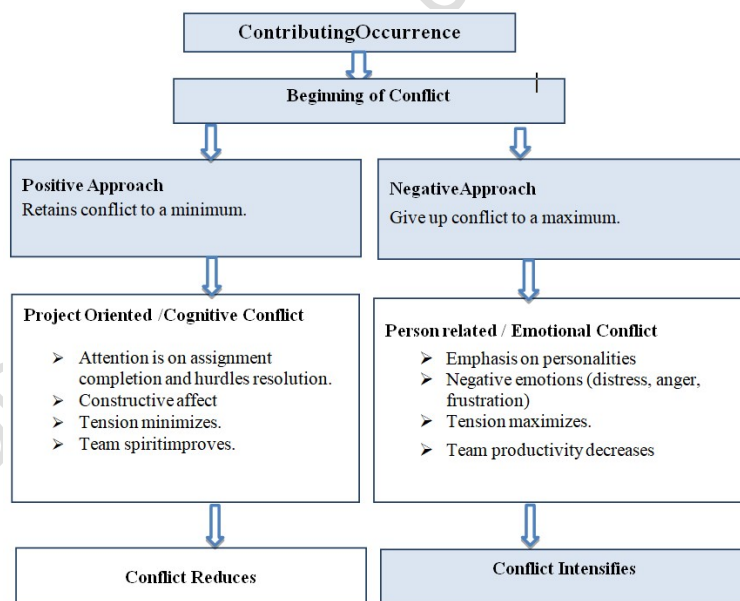 ContributingOccurrence
Beginning of Conflict
Positive Approach
Retains conflict to a minimum.
NegativeApproach
Give up conflict to a maximum.
Project Oriented /Cognitive Conflict
➢ Attention is on assignment
completion and hurdles resolution.
➢ Constructive affect
➢ Tension minimizes.
➢ Team spiritimproves.
Person related / Emotional Conflict
➢ Emphasis on personalities
➢ Negative emotions (distress, anger,
frustration)
➢ Tension maximizes.
➢ Team productivity decreases
Conflict Reduces
Conflict Intensifies